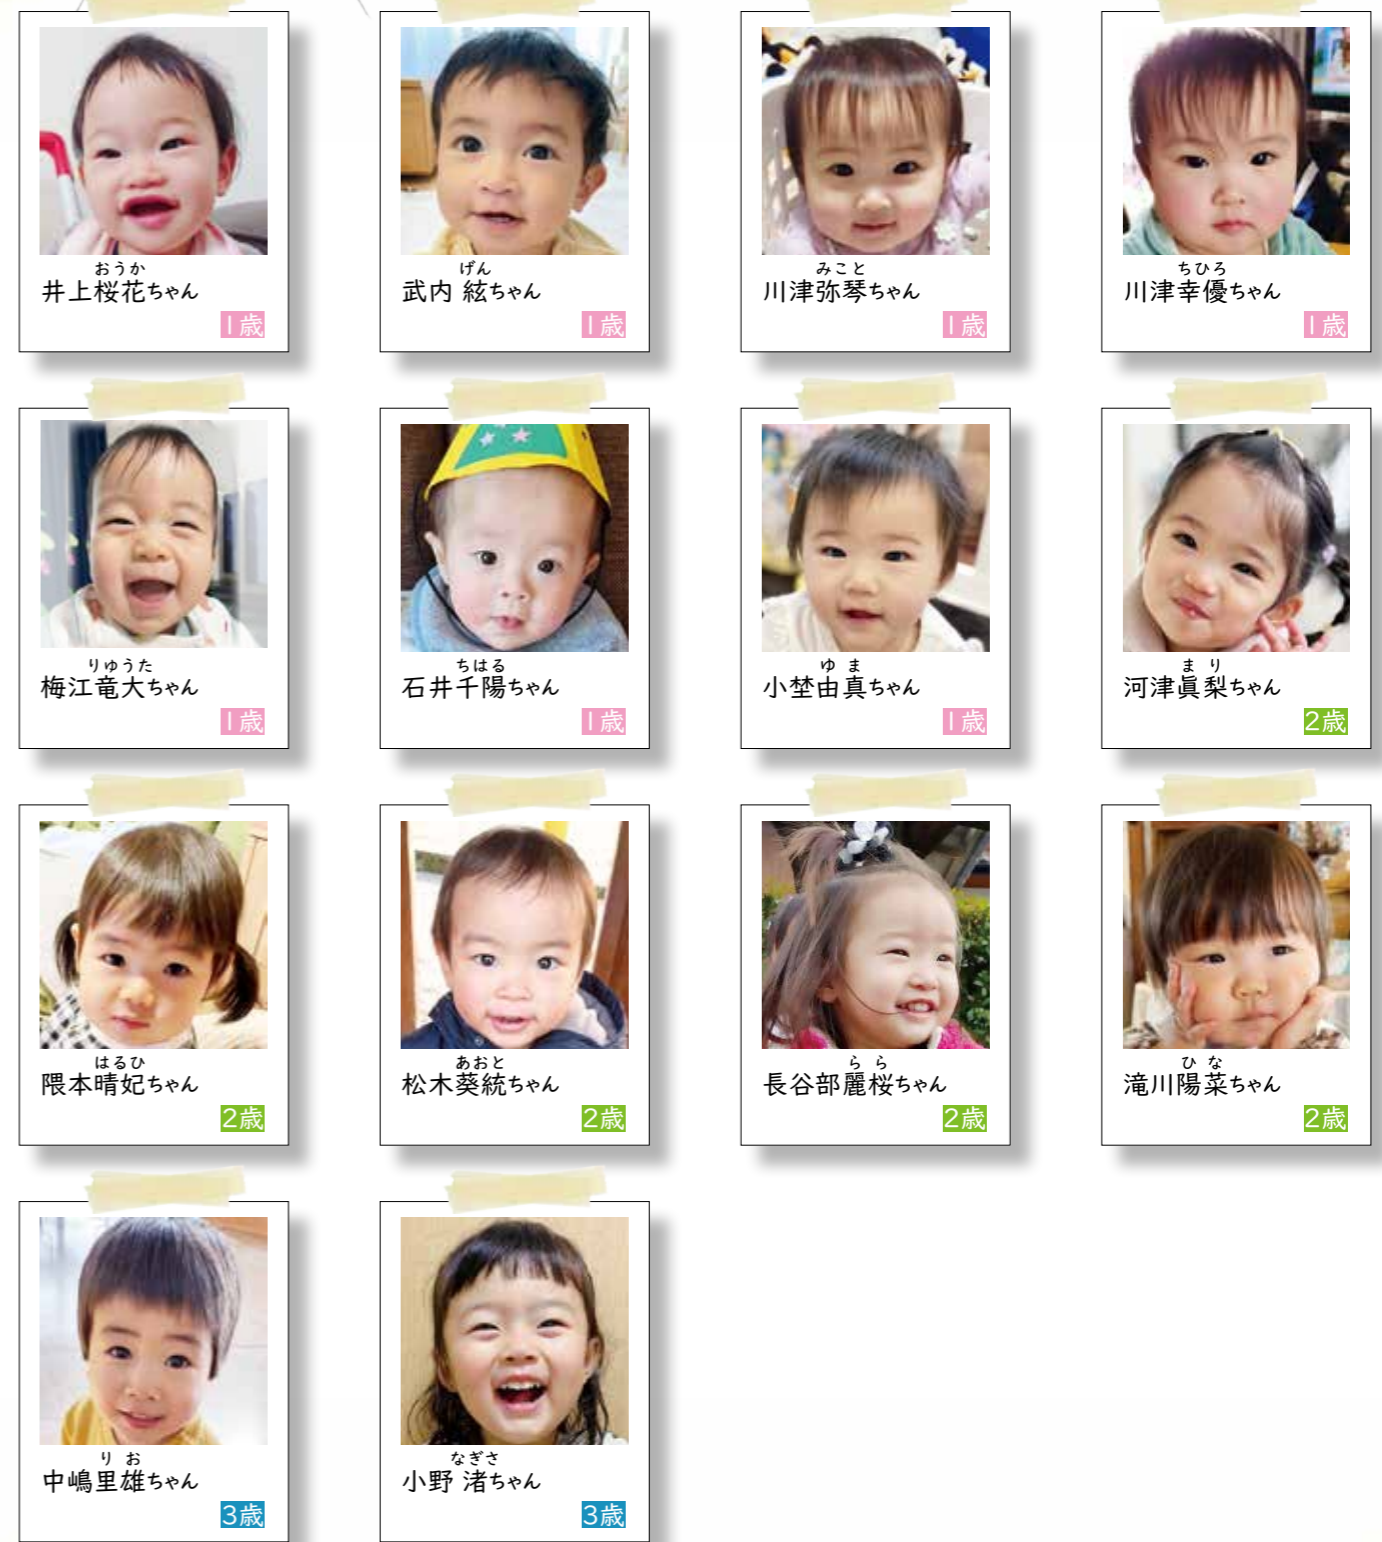 おうか
井上桜花ちゃん
1歳
げん
武内 絃ちゃん
1歳
みこと
川津弥琴ちゃん
1歳
ちひろ
川津幸優ちゃん
1歳
りゅうた
梅江竜大ちゃん
1歳
ちはる
石井千陽ちゃん
1歳
ゆ ま
小埜由真ちゃん
1歳
ま り
河津眞梨ちゃん
2歳
はるひ
隈本晴妃ちゃん
2歳
あおと
松木葵統ちゃん
2歳
ら ら
長谷部麗桜ちゃん
2歳
ひ な
滝川陽菜ちゃん
2歳
り お
中嶋里雄ちゃん
3歳
なぎさ
小野 渚ちゃん
3歳